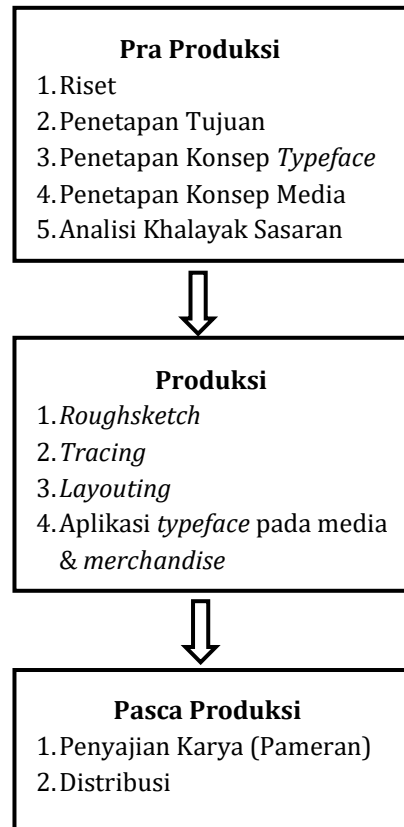 Pra Produksi
1. Riset
2. Penetapan Tujuan
3. Penetapan Konsep Typeface
4. Penetapan Konsep Media
5. Analisi Khalayak Sasaran
Produksi
1. Roughsketch
2. Tracing
3. Layouting
4. Aplikasi typeface pada media
& merchandise
Pasca Produksi
1. Penyajian Karya (Pameran)
2. Distribusi